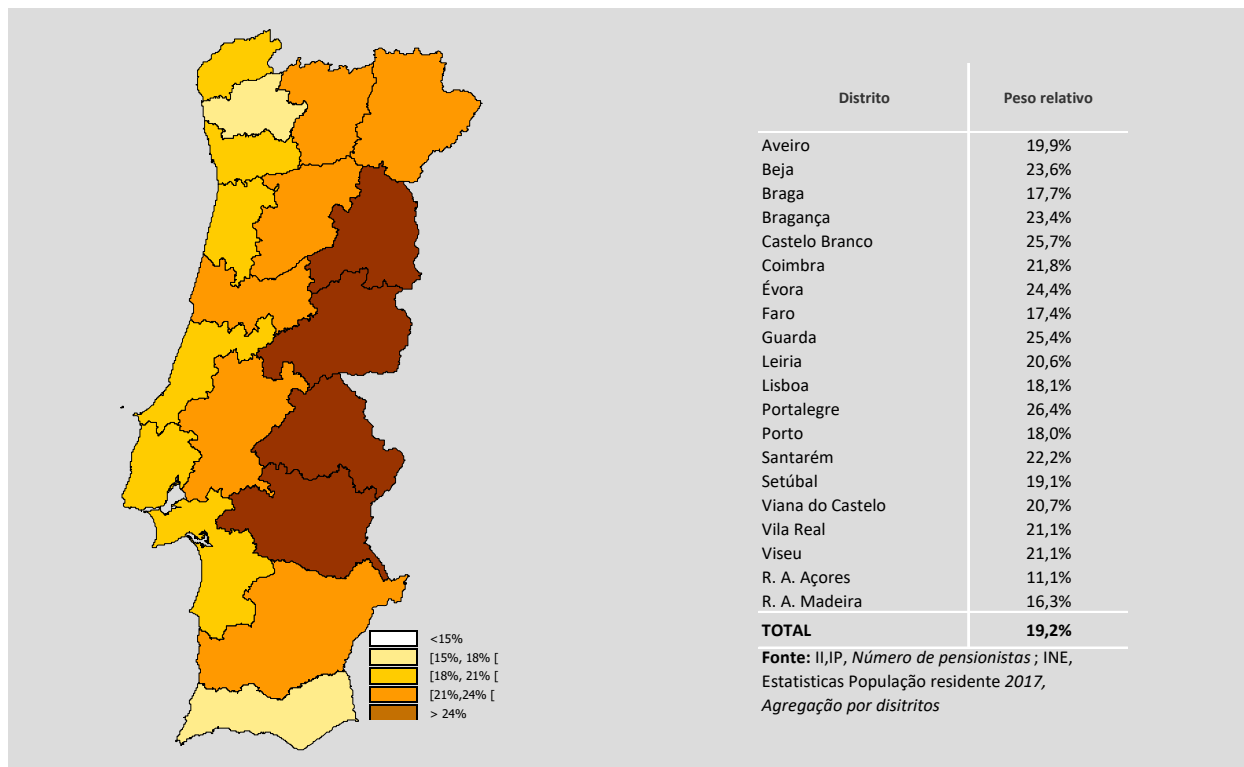 Distrito Peso relativo
Aveiro 19,9%
Beja 23,6%
Braga 17,7%
Bragança 23,4%
Castelo Branco 25,7%
Coimbra 21,8%
Évora 24,4%
Faro 17,4%
Guarda 25,4%
Leiria 20,6%
Lisboa 18,1%
Portalegre 26,4%
Porto 18,0%
Santarém 22,2%
Setúbal 19,1%
Viana do Castelo 20,7%
Vila Real 21,1%
Viseu 21,1%
R. A. Açores 11,1%
R. A. Madeira 16,3%
TOTAL 19,2%
Fonte: II,IP, Número de pensionistas ; INE,
Estatisticas População residente 2017,
Agregação por disitritos
<15%
[15%, 18% [
[18%, 21% [
[21%,24% [
> 24%